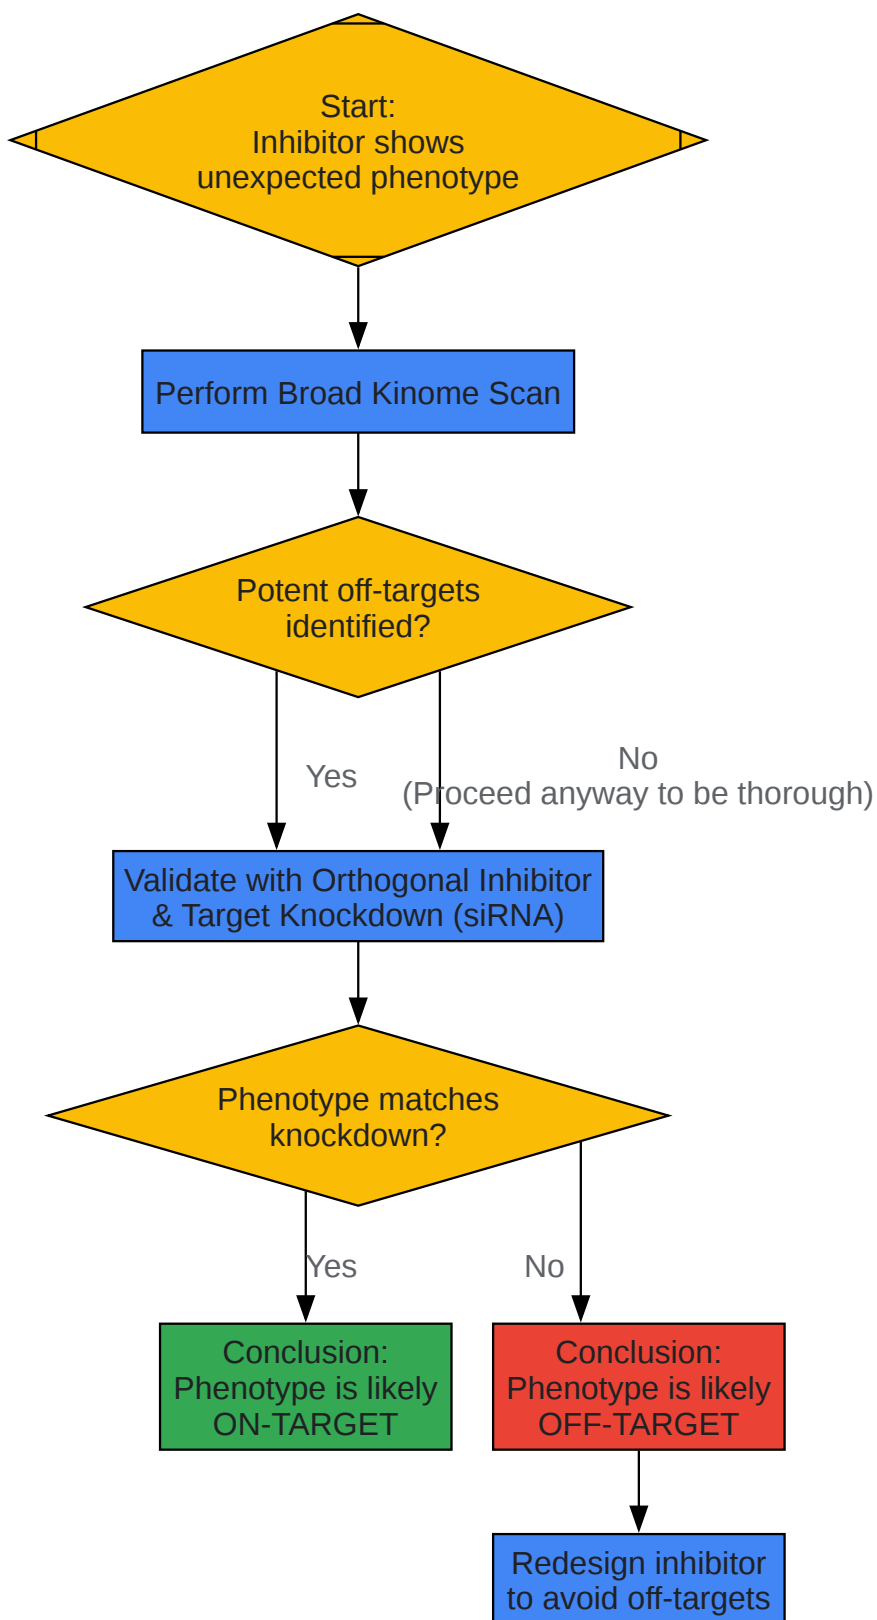 Start:
Inhibitor shows
unexpected phenotype
Perform Broad Kinome Scan
Potent off-targets
identified?
Yes
No
(Proceed anyway to be thorough)
Validate with Orthogonal Inhibitor
& Target Knockdown (siRNA)
Phenotype matches
knockdown?
Yes
No
Conclusion:
Phenotype is likely
ON-TARGET
Conclusion:
Phenotype is likely
OFF-TARGET
Redesign inhibitor
to avoid off-targets